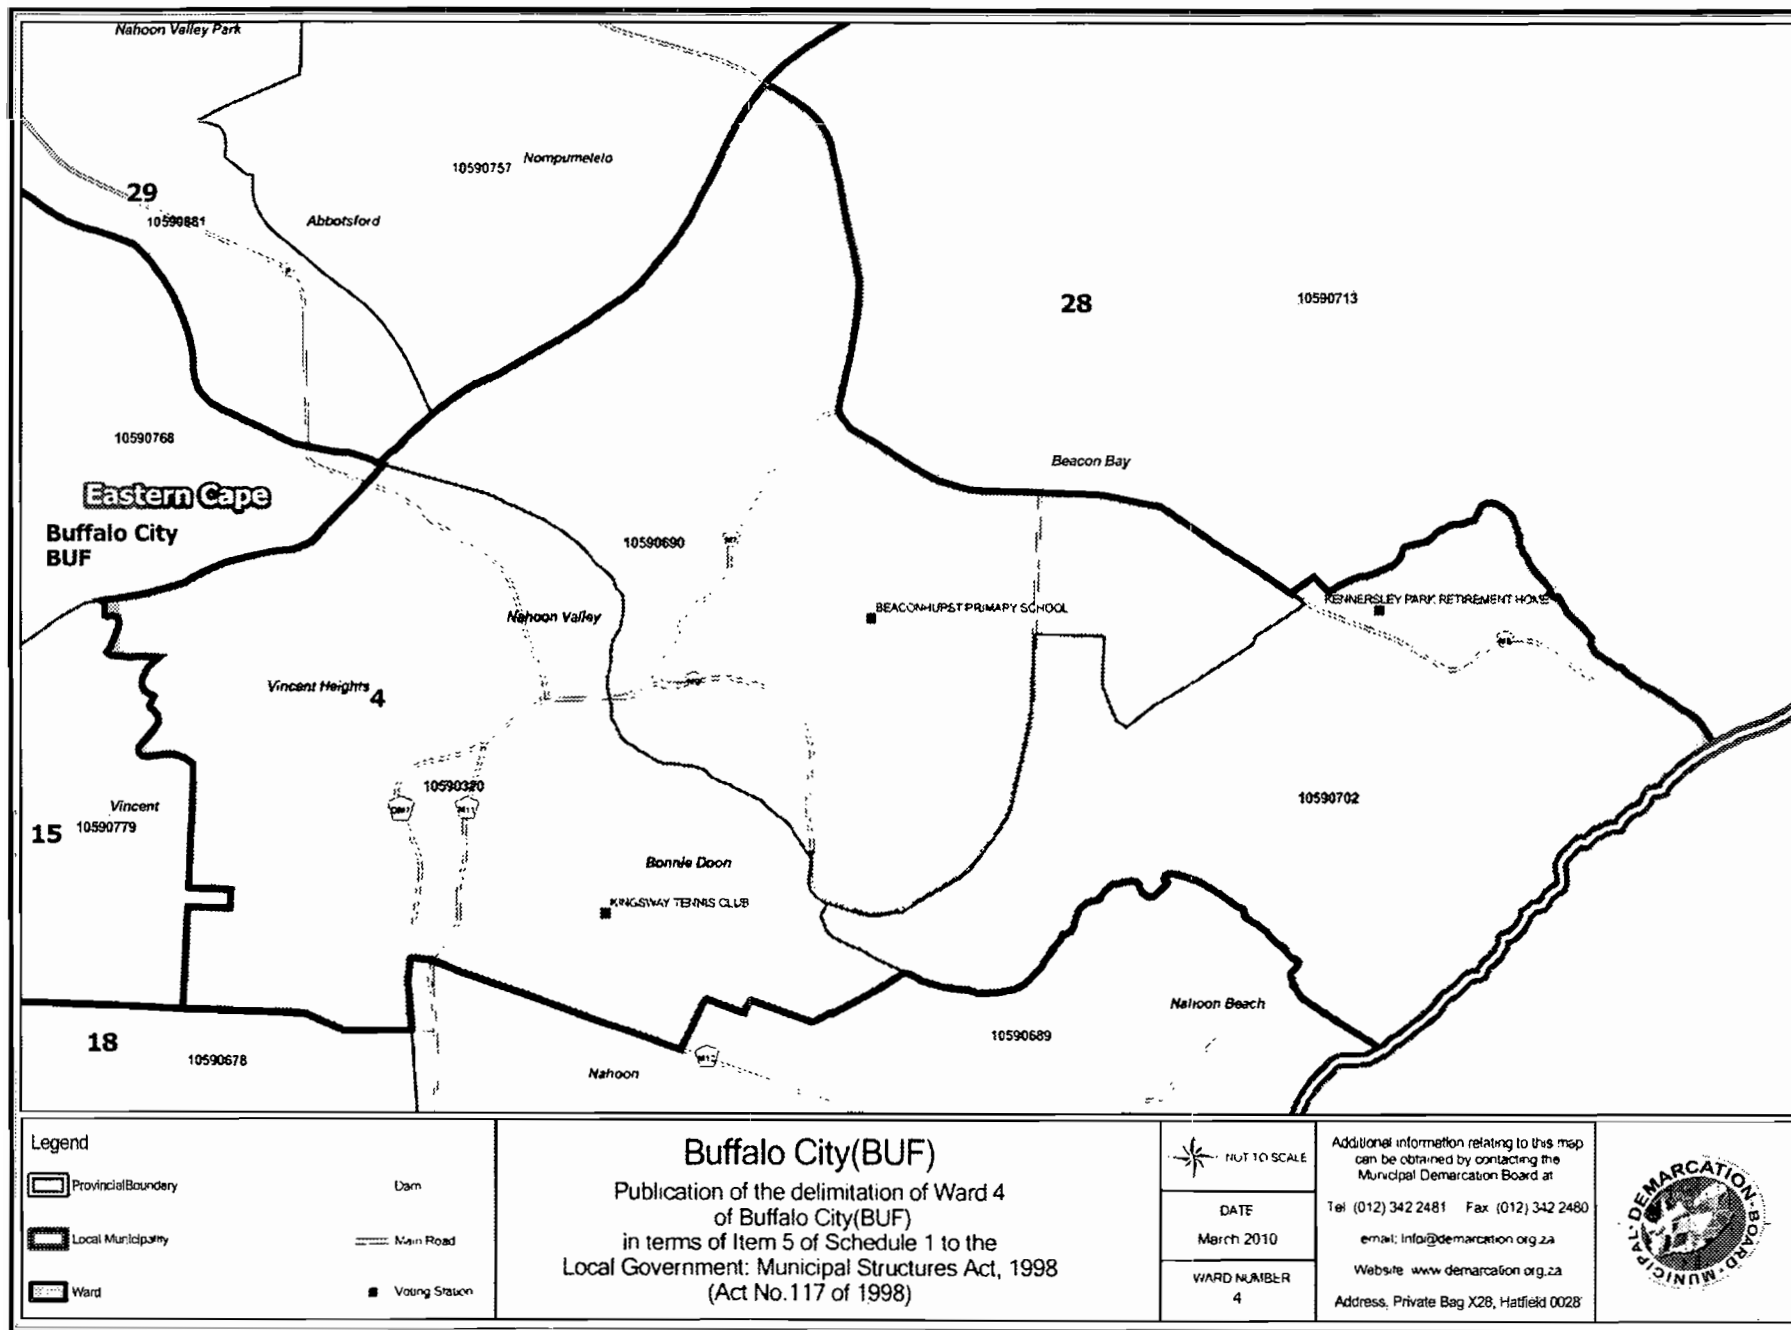 Nahoon Valley Park
Nompumelelo
10590757
29
10590881
Abbotsford
28
10590713
10590768
Beacon Bay
Eastern Cape
Buffalo City
BUF
10590690
BEACONHURST PRIMARY SCHOOL
KENNERSLEY PARK RETIREMENT HOME
Nahoon Valley
Vincent Heights
4
10590320
10590702
Vincent
10590779
15
Bonnie Doon
KINGSWAY TENNIS CLUB
Nahoon Beach
10590689
18
10590678
Nahoon
Legend
Provincial Boundary
Dam
Local Municipality
Main Road
Ward
Voting Station
Buffalo City(BUF)
Publication of the delimitation of Ward 4
of Buffalo City(BUF)
in terms of Item 5 of Schedule 1 to the
Local Government: Municipal Structures Act, 1998
(Act No.117 of 1998)
NOT TO SCALE
DATE
March 2010
WARD NUMBER
4
Additional information relating to this map
can be obtained by contacting the
Municipal Demarcation Board at
Tel (012) 342 2481 Fax (012) 342 2480
email: info@demarcation.org.za
Website www.demarcation.org.za
Address, Private Bag X28, Hatfield 0028
MUNICIPAL DEMARCATION BOARD